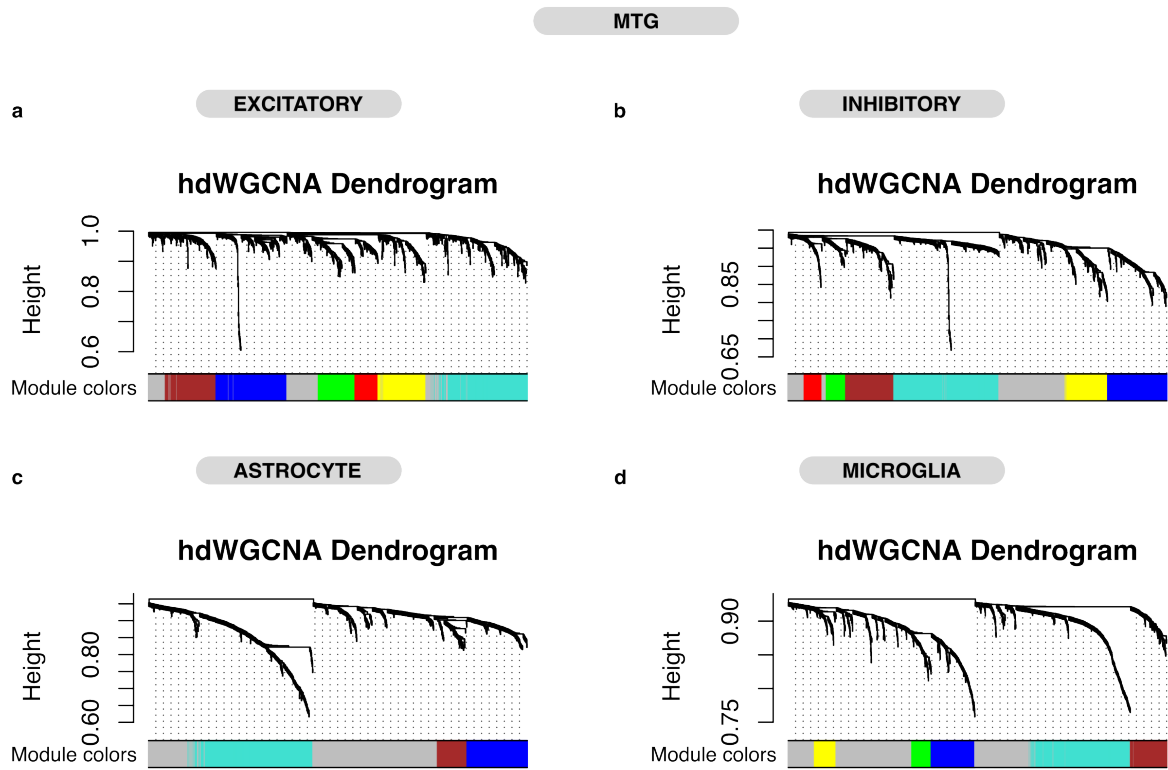 MTG
a
EXCITATORY
b
INHIBITORY
hdWGCNA Dendrogram
hdWGCNA Dendrogram
Height
1.0
0.8
0.6
Height
0.85
0.65
Module colors
Module colors
c
ASTROCYTE
d
MICROGLIA
hdWGCNA Dendrogram
hdWGCNA Dendrogram
Height
0.80
0.60
Height
0.90
0.75
Module colors
Module colors